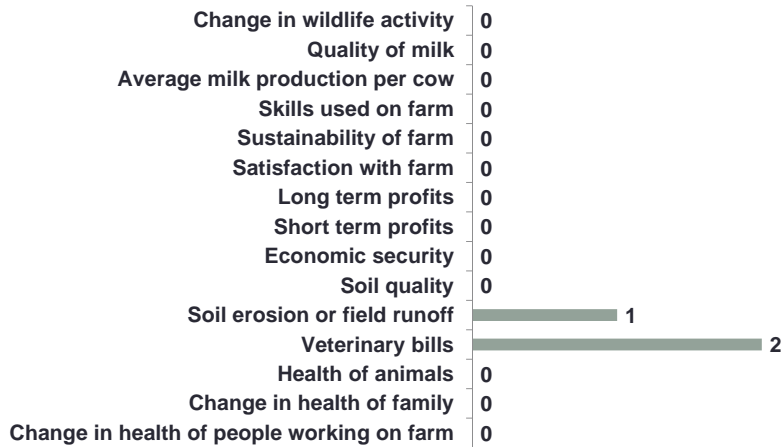 Change in wildlife activity 0
Quality of milk 0
Average milk production per cow 0
Skills used on farm 0
Sustainability of farm 0
Satisfaction with farm 0
Long term profits 0
Short term profits 0
Economic security 0
Soil quality 0
Soil erosion or field runoff 1
Veterinary bills 2
Health of animals 0
Change in health of family 0
Change in health of people working on farm 0